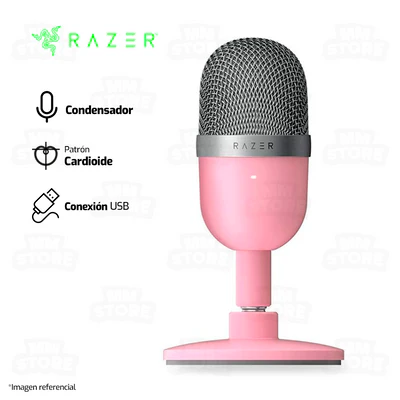 RAZER
Condensador
Patrón
Cardioide
Conexión USB
RAZER
*Imagen referencial